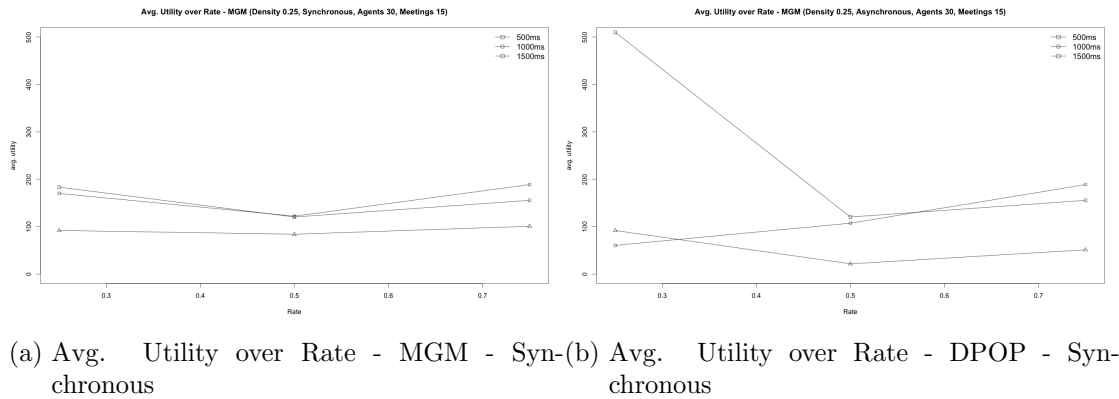 Avg. Utility over Rate - MGM (Density 0.25, Synchronous, Agents 30, Meetings 15)
500
400
300
200
100
0
avg. utility
500ms
1000ms
1500ms
0.3
0.4
0.5
0.6
0.7
Rate
Avg. Utility over Rate - MGM (Density 0.25, Asynchronous, Agents 30, Meetings 15)
500
400
300
200
100
0
avg. utility
500ms
1000ms
1500ms
0.3
0.4
0.5
0.6
0.7
Rate
(a) Avg. Utility over Rate - MGM - Syn-
chronous
(b) Avg. Utility over Rate - DPOP - Syn-
chronous